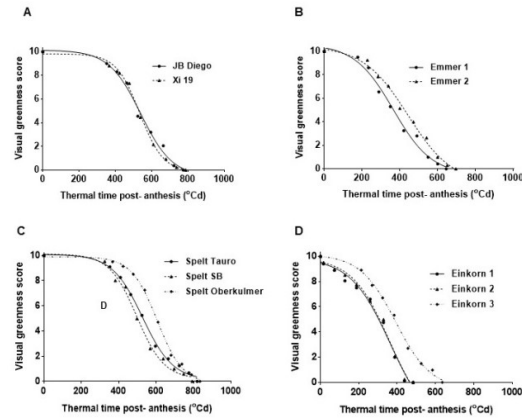 A
Visual greenness score
10
8
6
4
2
0
JB Diego
Xi 19
0 200 400 600 800 1000
Thermal time post- anthesis (ºCd)
B
Visual greenness score
10
8
6
4
2
0
Emmer 1
Emmer 2
0 200 400 600 800 1000
Thermal time post- anthesis (ºCd)
C
Visual greenness score
10
8
6
4
2
0
Spelt Tauro
Spelt SB
Spelt Oberkulmer
D
0 200 400 600 800 1000
Thermal time post- anthesis (ºCd)
D
Visual greenness score
10
8
6
4
2
0
Einkorn 1
Einkorn 2
Einkorn 3
0 200 400 600 800 1000
Thermal time post- anthesis (ºCd)